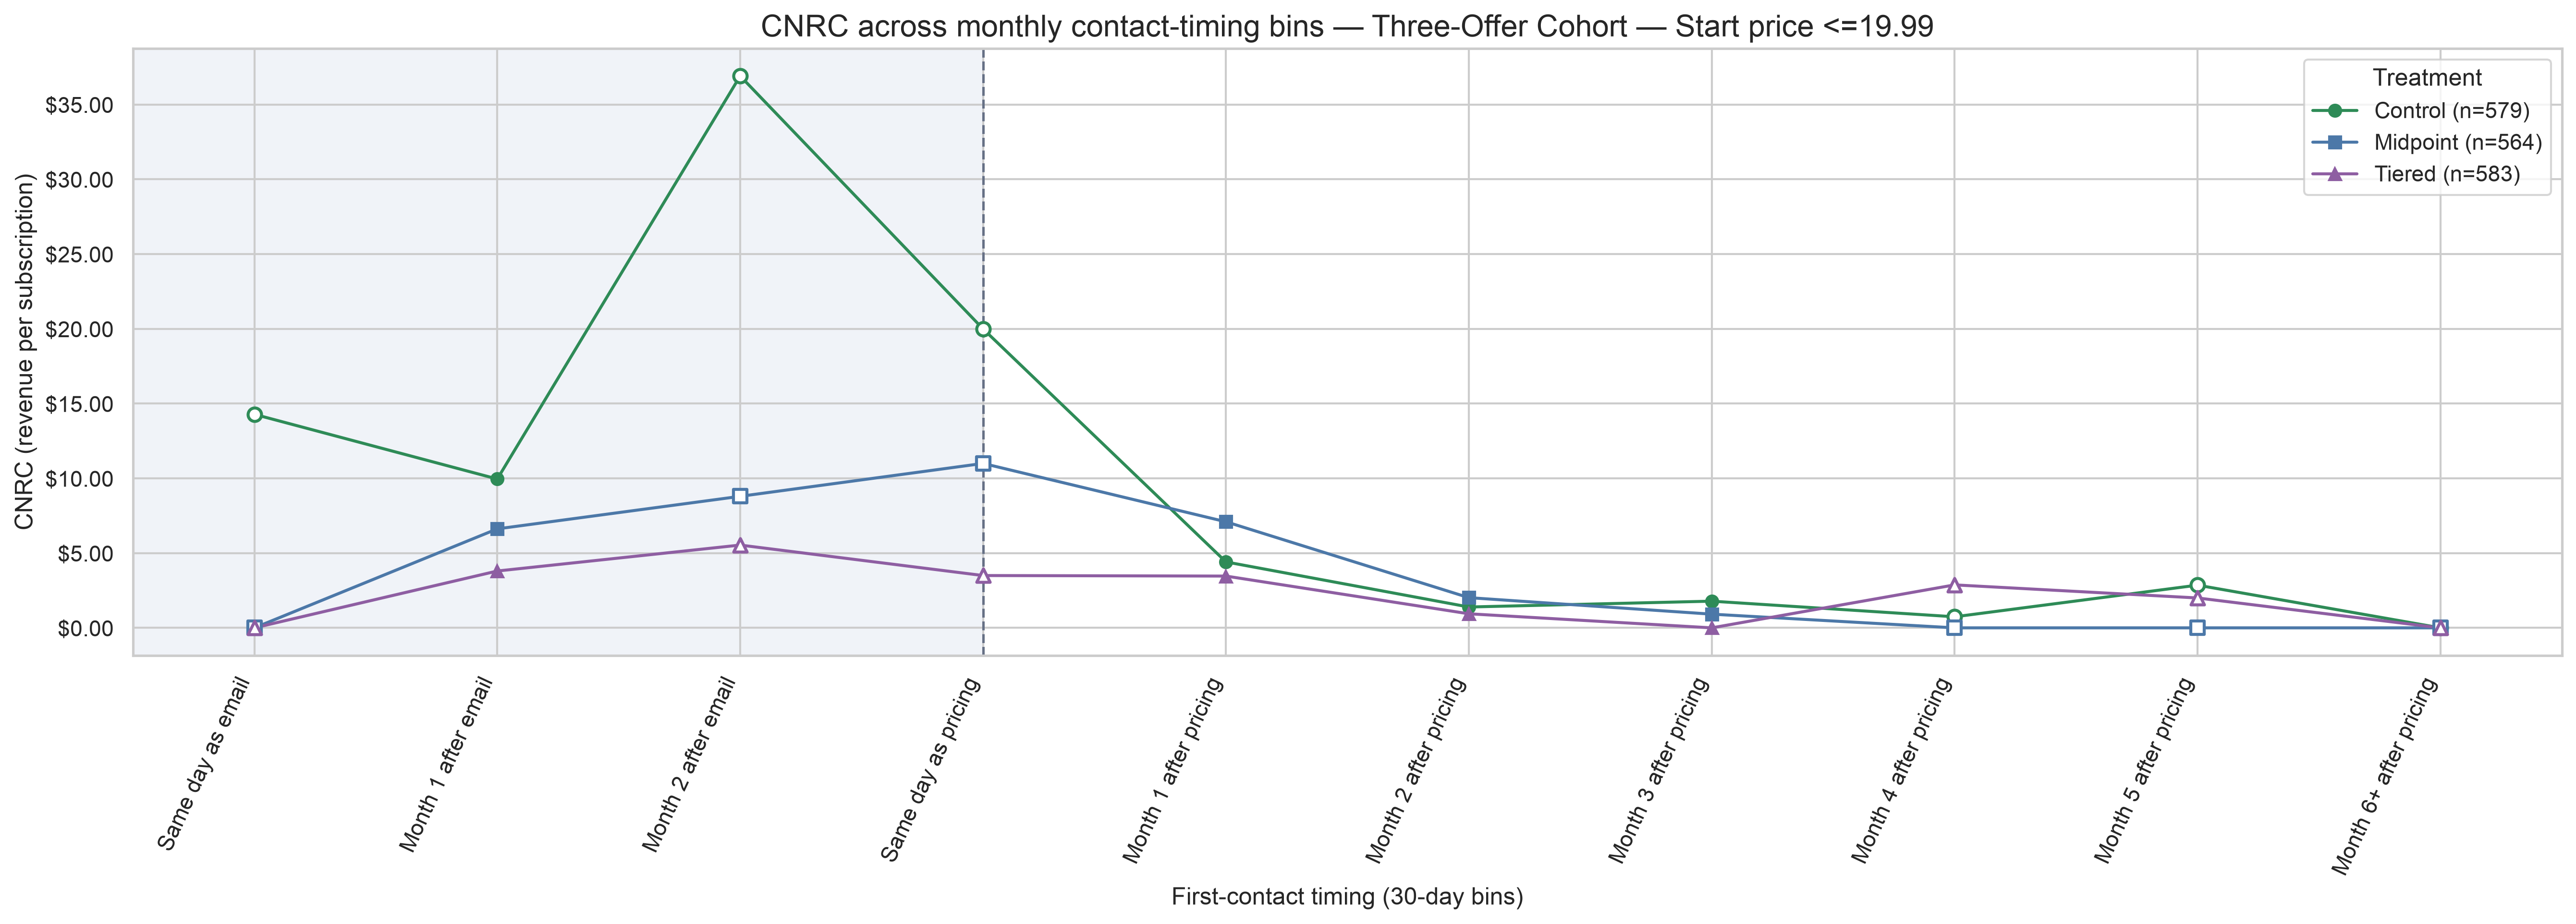 CNRC across monthly contact-timing bins — Three-Offer Cohort — Start price <=19.99
CNRC (revenue per subscription)
$35.00
$30.00
$25.00
$20.00
$15.00
$10.00
$5.00
$0.00
Treatment
Control (n=579)
Midpoint (n=564)
Tiered (n=583)
Same day as email
Month 1 after email
Month 2 after email
Same day as pricing
Month 1 after pricing
Month 2 after pricing
Month 3 after pricing
Month 4 after pricing
Month 5 after pricing
Month 6+ after pricing
First-contact timing (30-day bins)